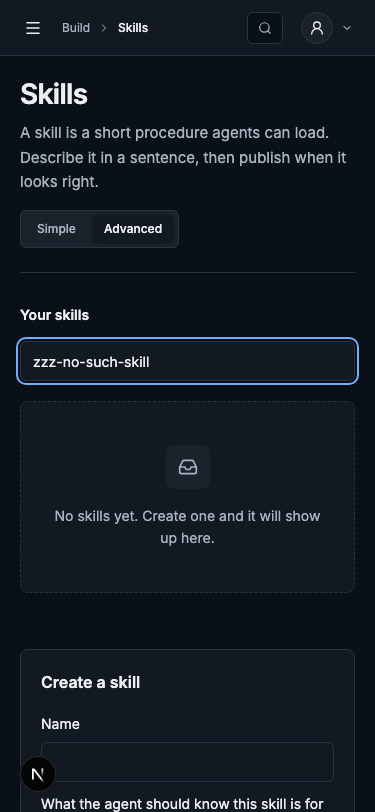 Build
Skills
Skills
A skill is a short procedure agents can load.
Describe it in a sentence, then publish when it
looks right.
Simple
Advanced
Your skills
zzz-no-such-skill
No skills yet. Create one and it will show
up here.
Create a skill
Name
N
What the agent should know this skill is for